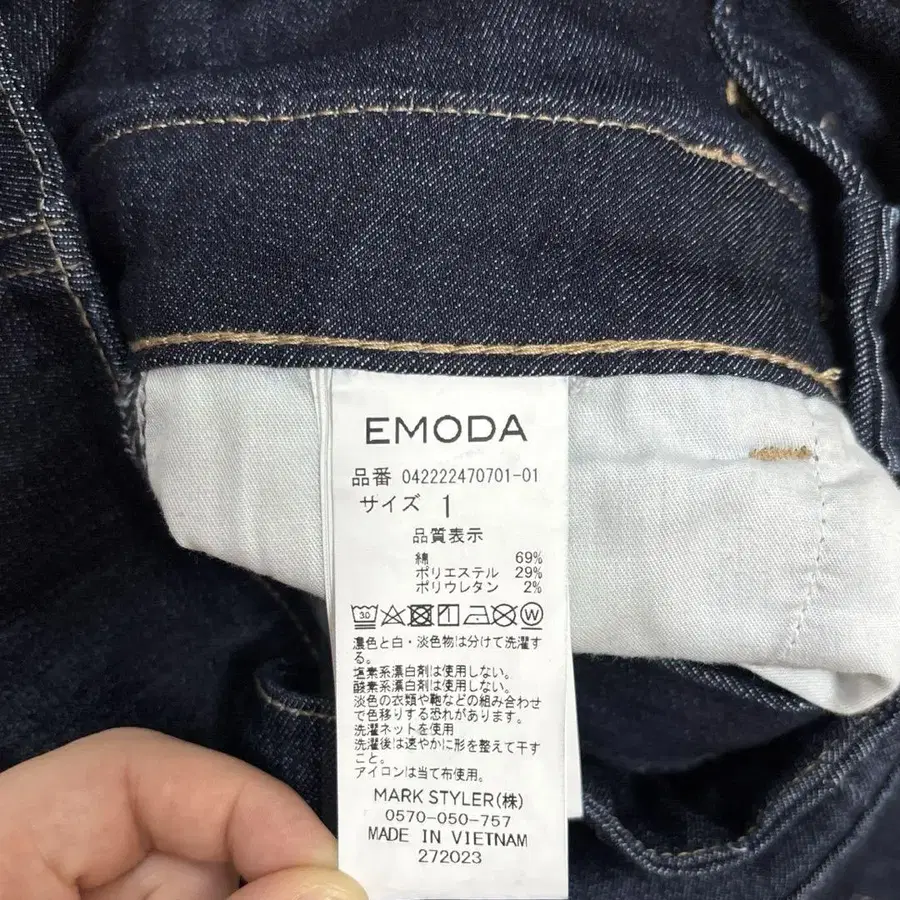 EMODA
品番 042222470701-01
サイズ 1
品質表示
綿 69%
ポリエステル 29%
ポリウレタン 2%
30 W
濃色と白・淡色物は分けて洗濯す
る。
塩素系漂白剤は使用しない。
酸素系漂白剤は使用しない。
淡色の衣類や鞄などの組み合わせ
で色移りする恐れがあります。
洗濯ネットを使用
洗濯後は速やかに形を整えて干す
こと。
アイロンは当て布使用。
MARK STYLER(株)
0570-050-757
MADE IN VIETNAM
272023